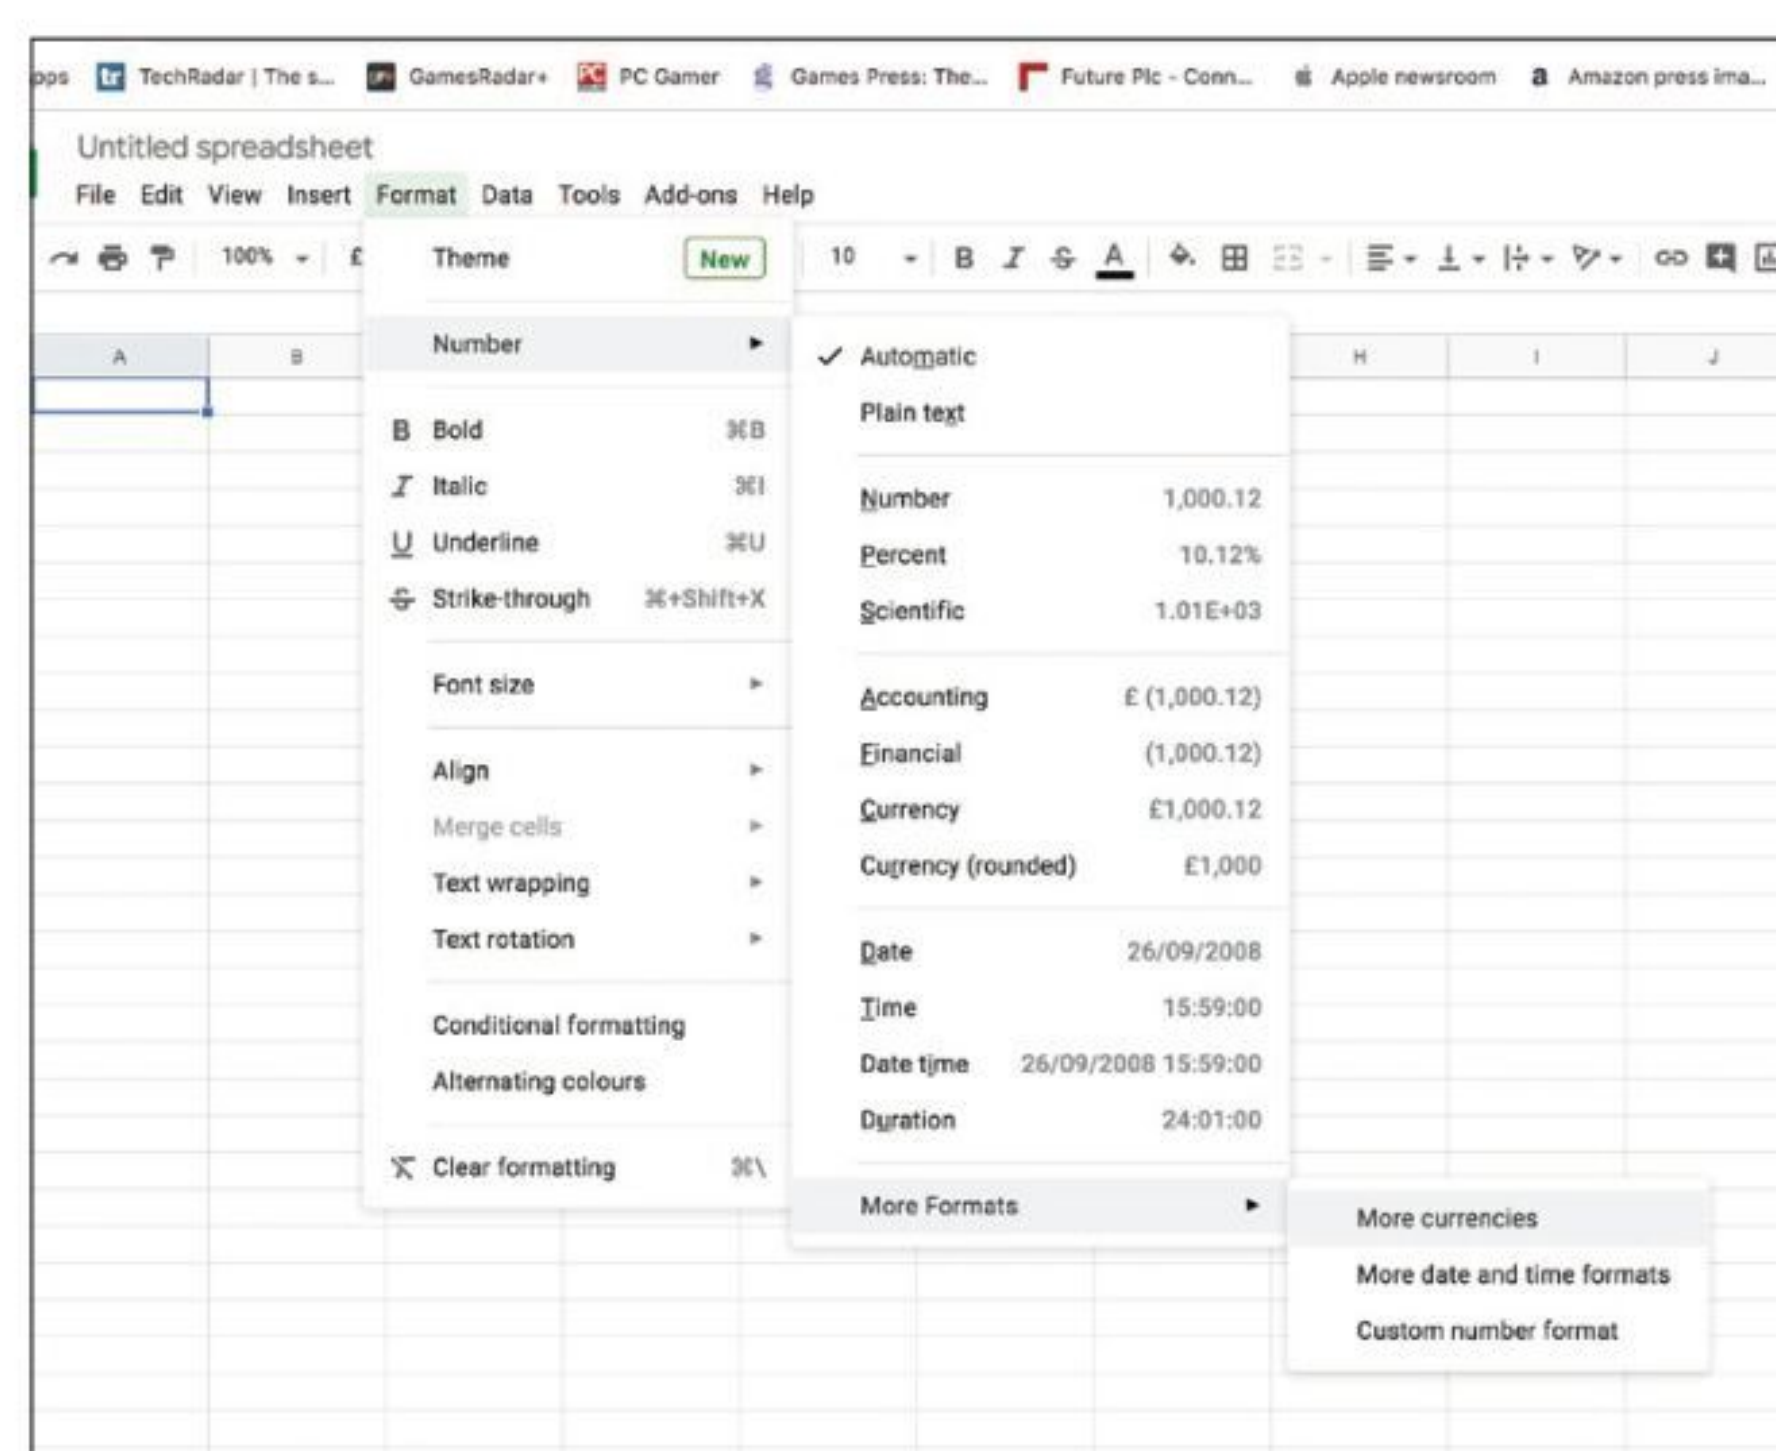 pps TechRadar | The s... GamesRadar+ PC Gamer Games Press: The... Future Plc - Conn... Apple newsroom Amazon press ima...
Untitled spreadsheet
File Edit View Insert Format Data Tools Add-ons Help
100% £ 10 B I S A
A B H I J
Theme New
Number
B Bold ⌘B
I Italic ⌘I
U Underline ⌘U
S Strike-through ⌘+Shift+X
Font size
Align
Merge cells
Text wrapping
Text rotation
Conditional formatting
Alternating colours
Clear formatting ⌘\
Automatic
Plain text
Number 1,000.12
Percent 10.12%
Scientific 1.01E+03
Accounting £ (1,000.12)
Financial (1,000.12)
Currency £1,000.12
Currency (rounded) £1,000
Date 26/09/2008
Time 15:59:00
Date time 26/09/2008 15:59:00
Duration 24:01:00
More Formats
More currencies
More date and time formats
Custom number format